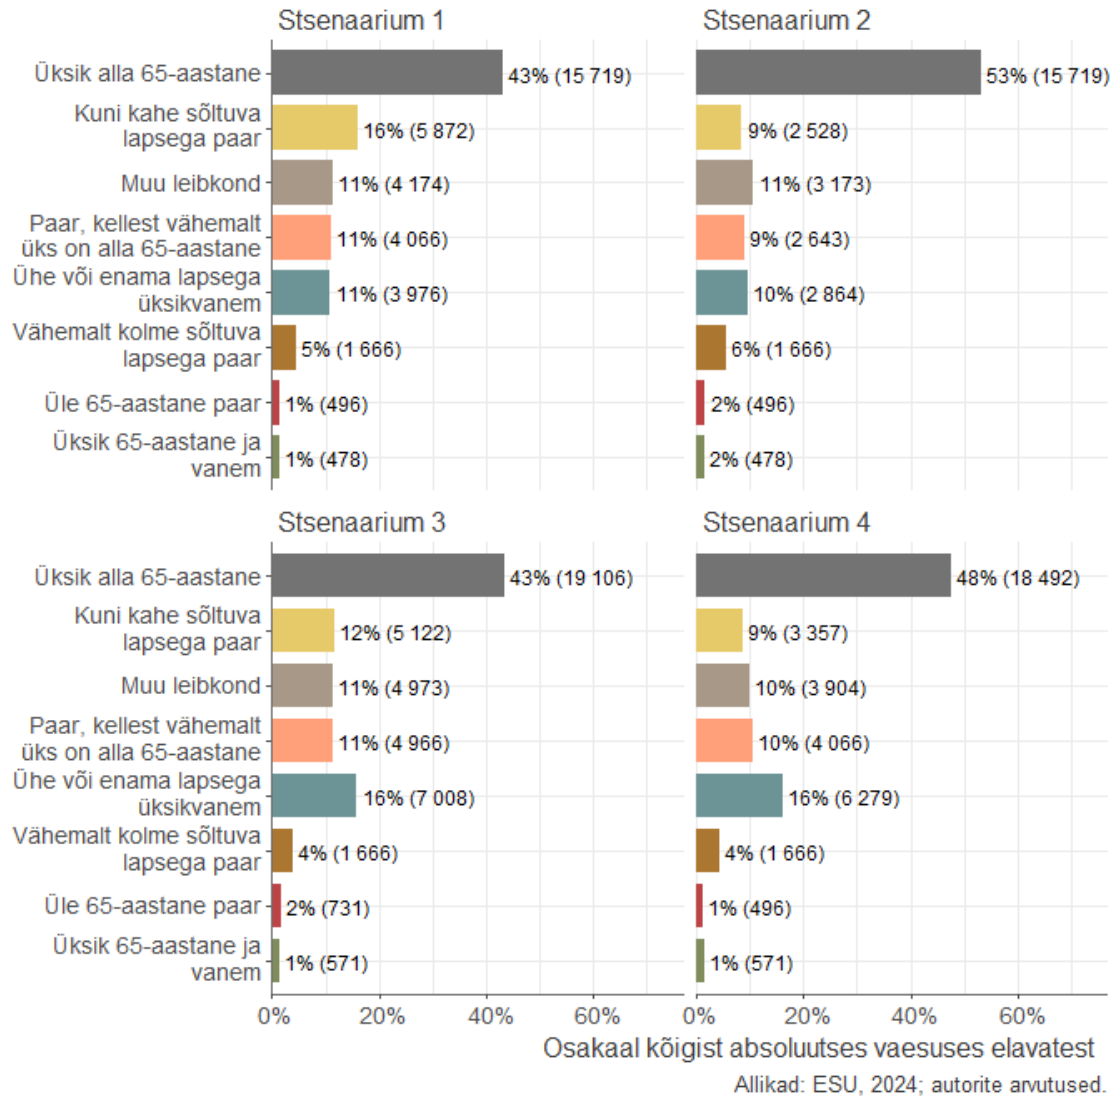 Stsenaarium 1
Üksik alla 65-aastane
43% (15 719)
Kuni kahe sõltuva
lapsega paar
16% (5 872)
Muu leibkond
11% (4 174)
Paar, kellest vähemalt
üks on alla 65-aastane
11% (4 066)
Ühe või enama lapsega
üksikvanem
11% (3 976)
Vähemalt kolme sõltuva
lapsega paar
5% (1 666)
Üle 65-aastane paar
1% (496)
Üksik 65-aastane ja
vanem
1% (478)
Stsenaarium 2
53% (15 719)
9% (2 528)
11% (3 173)
9% (2 643)
10% (2 864)
6% (1 666)
2% (496)
2% (478)
Stsenaarium 3
Üksik alla 65-aastane
43% (19 106)
Kuni kahe sõltuva
lapsega paar
12% (5 122)
Muu leibkond
11% (4 973)
Paar, kellest vähemalt
üks on alla 65-aastane
11% (4 966)
Ühe või enama lapsega
üksikvanem
16% (7 008)
Vähemalt kolme sõltuva
lapsega paar
4% (1 666)
Üle 65-aastane paar
2% (731)
Üksik 65-aastane ja
vanem
1% (571)
0% 20% 40% 60%
Stsenaarium 4
48% (18 492)
9% (3 357)
10% (3 904)
10% (4 066)
16% (6 279)
4% (1 666)
1% (496)
1% (571)
0% 20% 40% 60%
Osakaal kõigist absoluutses vaesuses elavatest
Allikad: ESU, 2024; autorite arvutused.